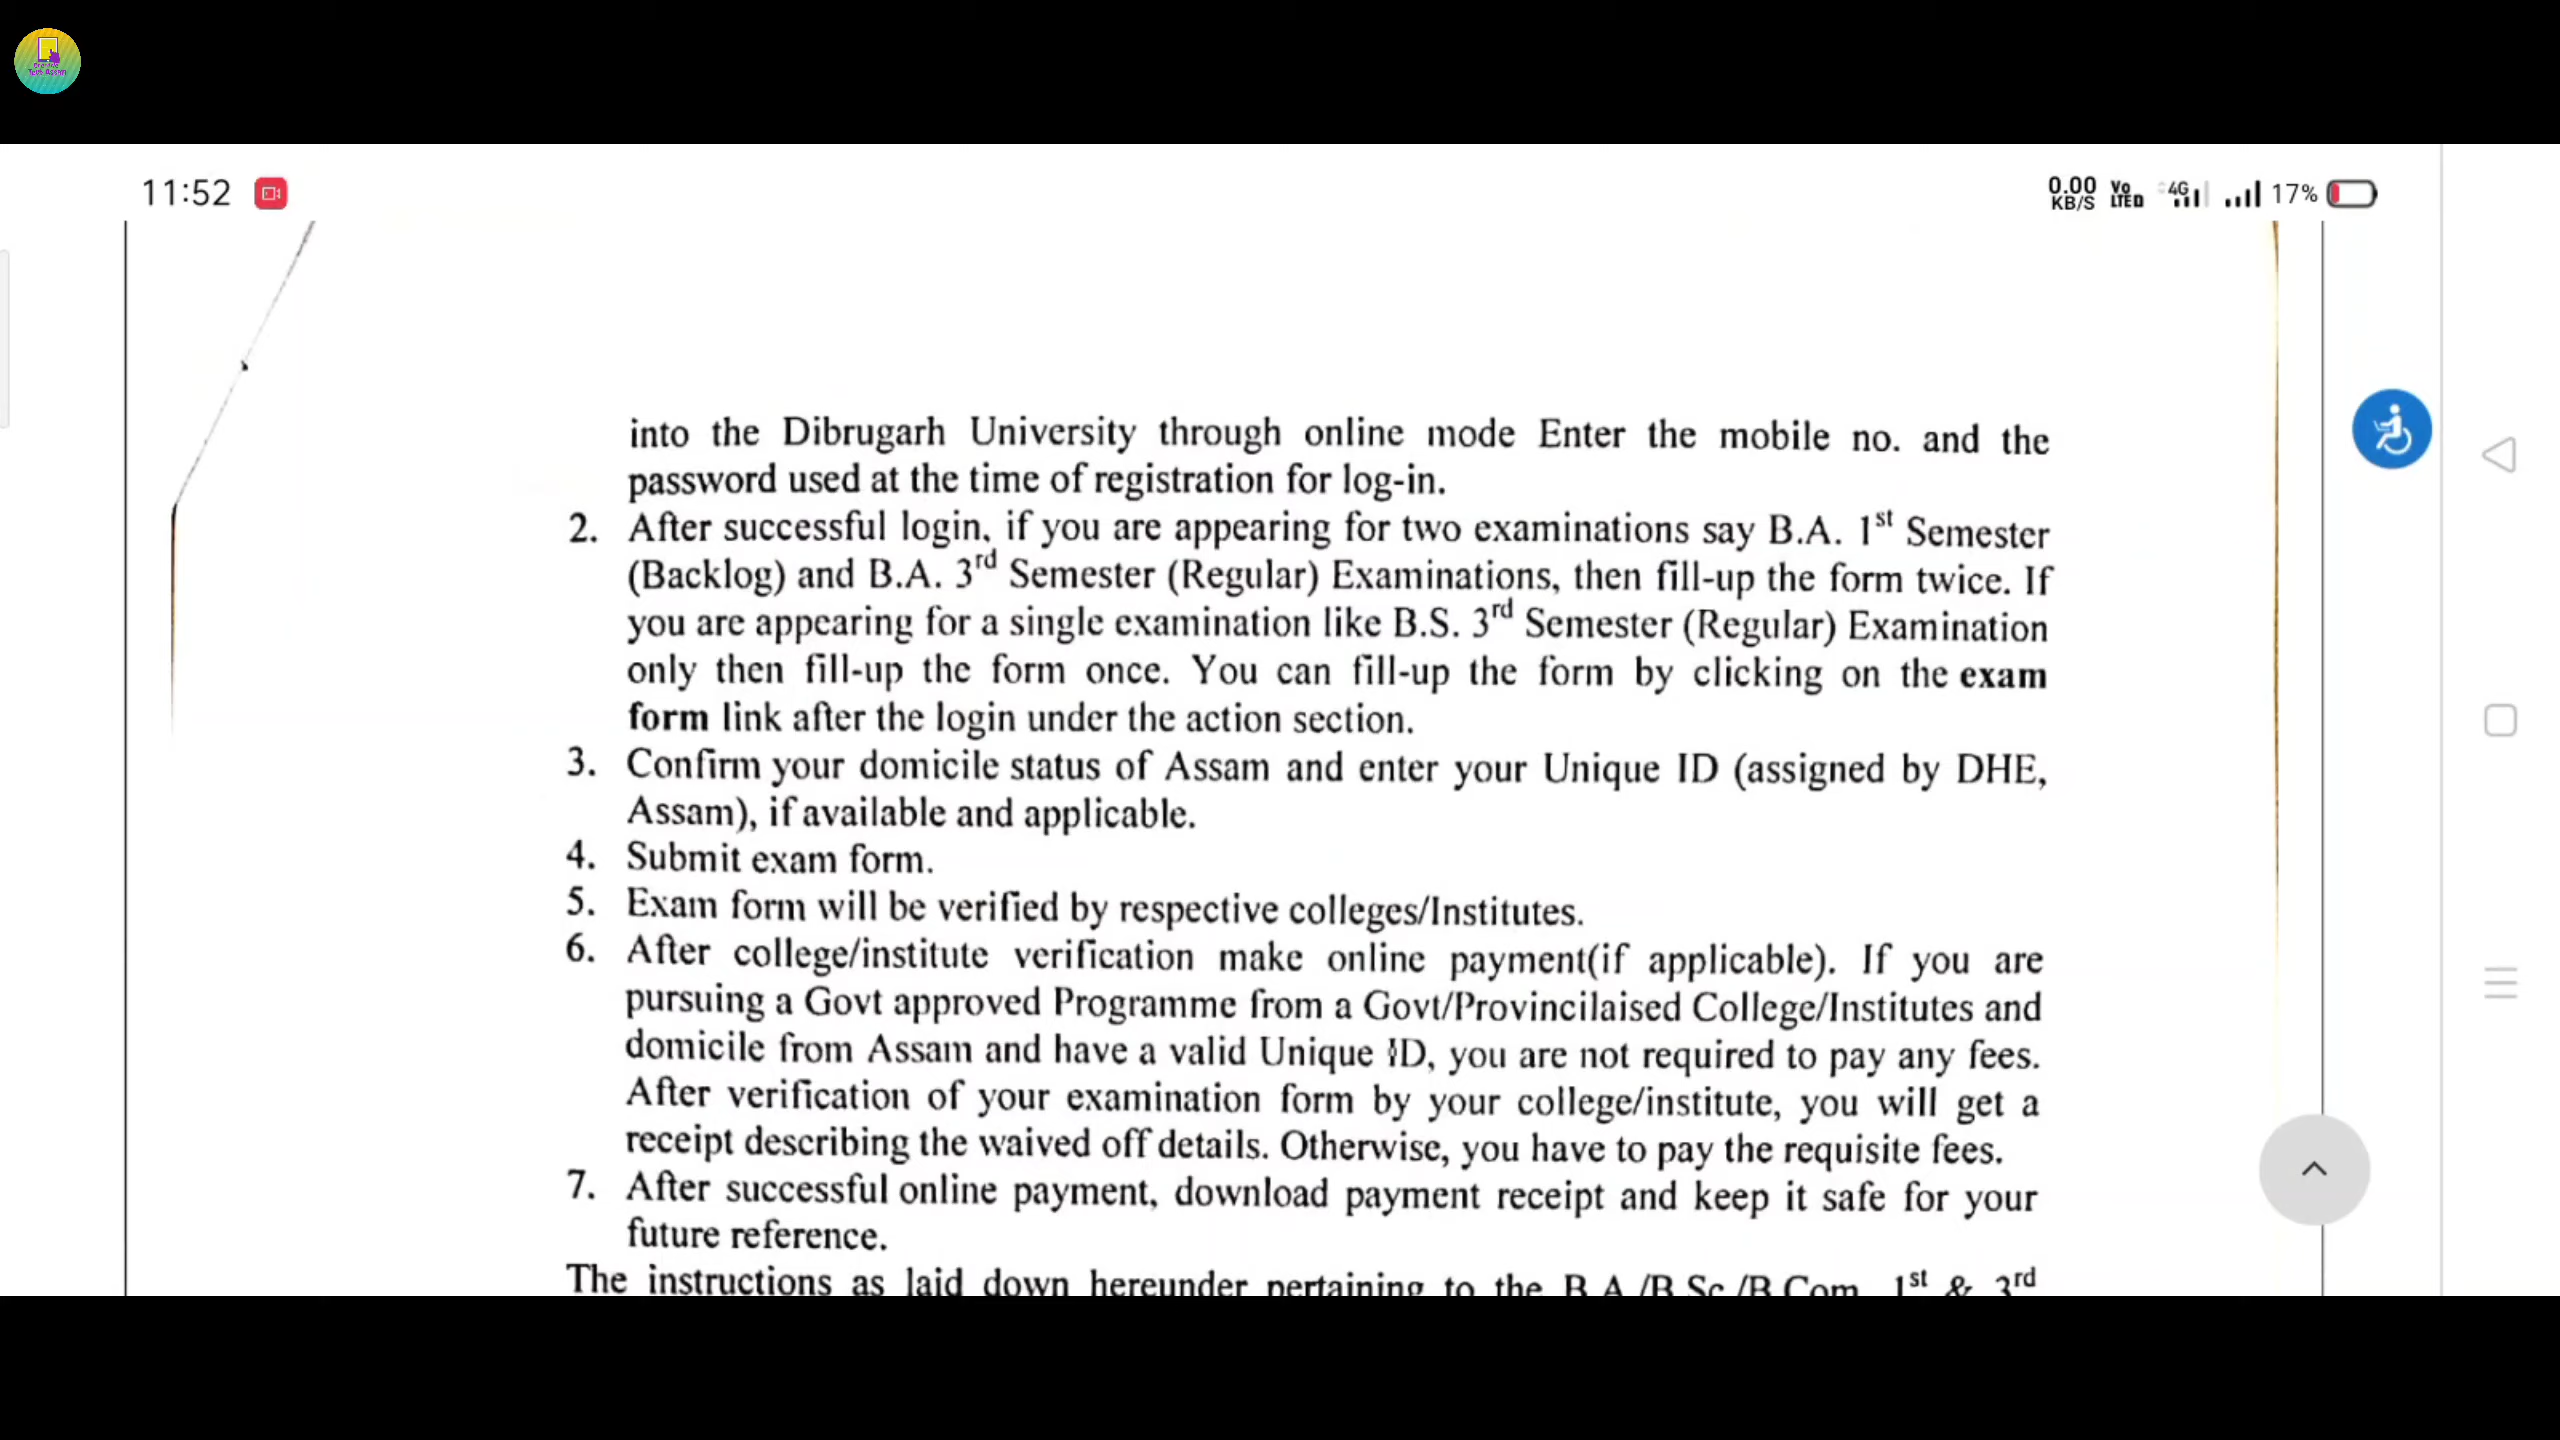 Tech Assam
11:52
0.00 KB/S Vo LTE 4G 17%
into the Dibrugarh University through online mode Enter the mobile no. and the
password used at the time of registration for log-in.
2. After successful login, if you are appearing for two examinations say B.A. 1st Semester
(Backlog) and B.A. 3rd Semester (Regular) Examinations, then fill-up the form twice. If
you are appearing for a single examination like B.S. 3rd Semester (Regular) Examination
only then fill-up the form once. You can fill-up the form by clicking on the exam
form link after the login under the action section.
3. Confirm your domicile status of Assam and enter your Unique ID (assigned by DHE,
Assam), if available and applicable.
4. Submit exam form.
5. Exam form will be verified by respective colleges/Institutes.
6. After college/institute verification make online payment(if applicable). If you are
pursuing a Govt approved Programme from a Govt/Provincilaised College/Institutes and
domicile from Assam and have a valid Unique ID, you are not required to pay any fees.
After verification of your examination form by your college/institute, you will get a
receipt describing the waived off details. Otherwise, you have to pay the requisite fees.
7. After successful online payment, download payment receipt and keep it safe for your
future reference.
The instructions as laid down hereunder pertaining to the B.A./B.Sc./B.Com. 1st & 3rd